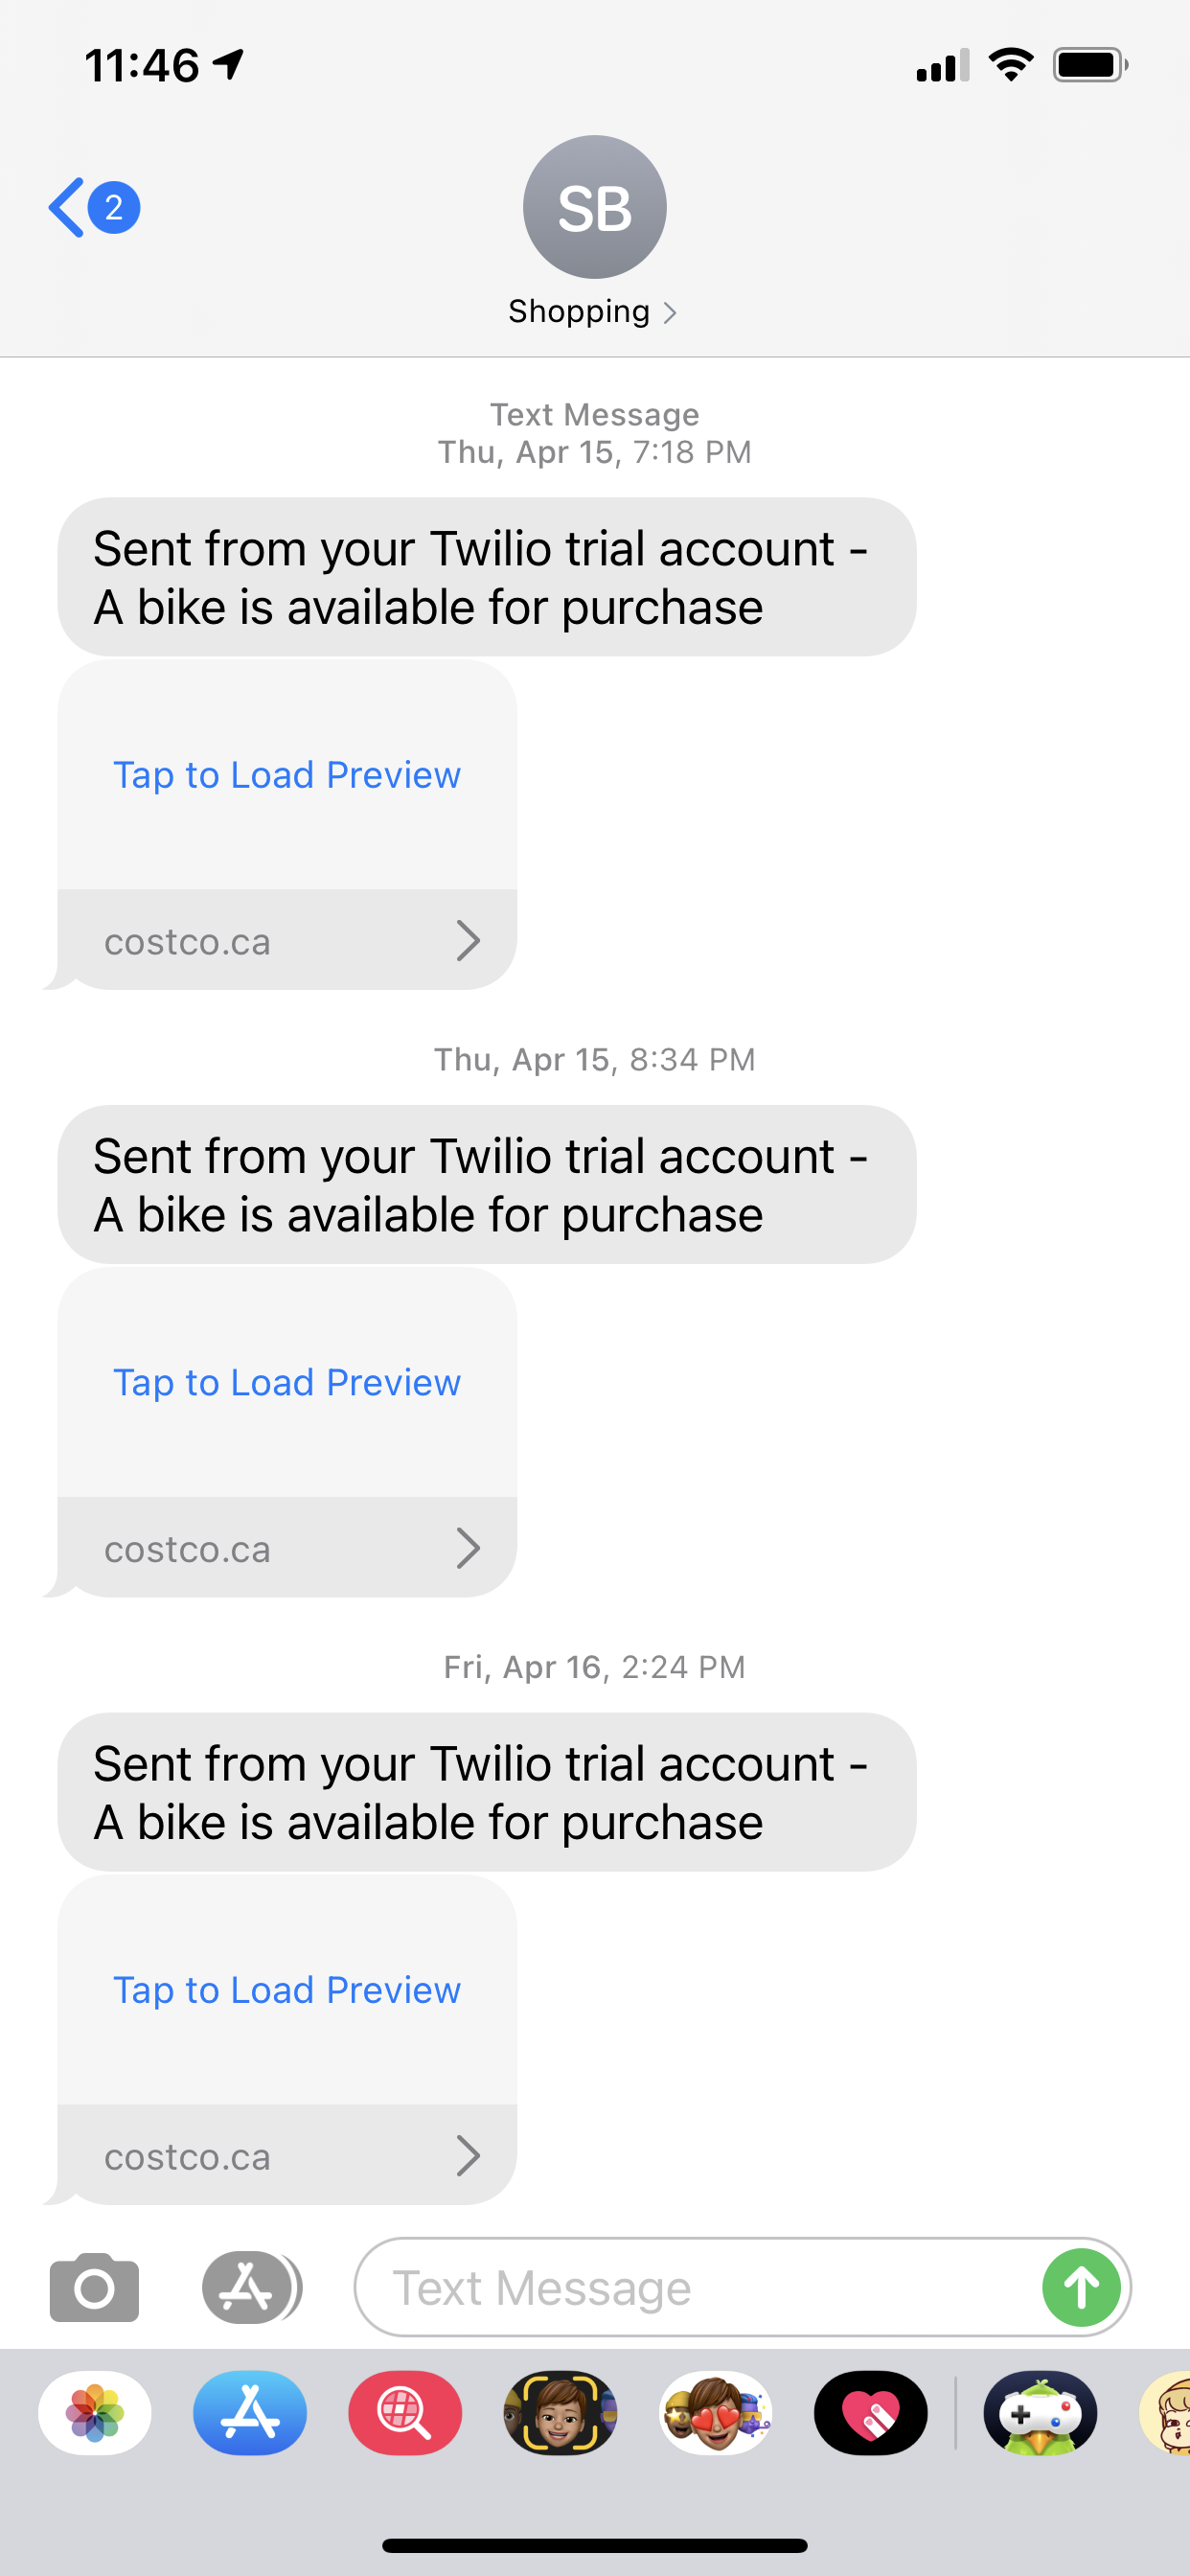 11:46
2
SB
Shopping
Text Message
Thu, Apr 15, 7:18 PM
Sent from your Twilio trial account -
A bike is available for purchase
Tap to Load Preview
costco.ca
Thu, Apr 15, 8:34 PM
Sent from your Twilio trial account -
A bike is available for purchase
Tap to Load Preview
costco.ca
Fri, Apr 16, 2:24 PM
Sent from your Twilio trial account -
A bike is available for purchase
Tap to Load Preview
costco.ca
Text Message